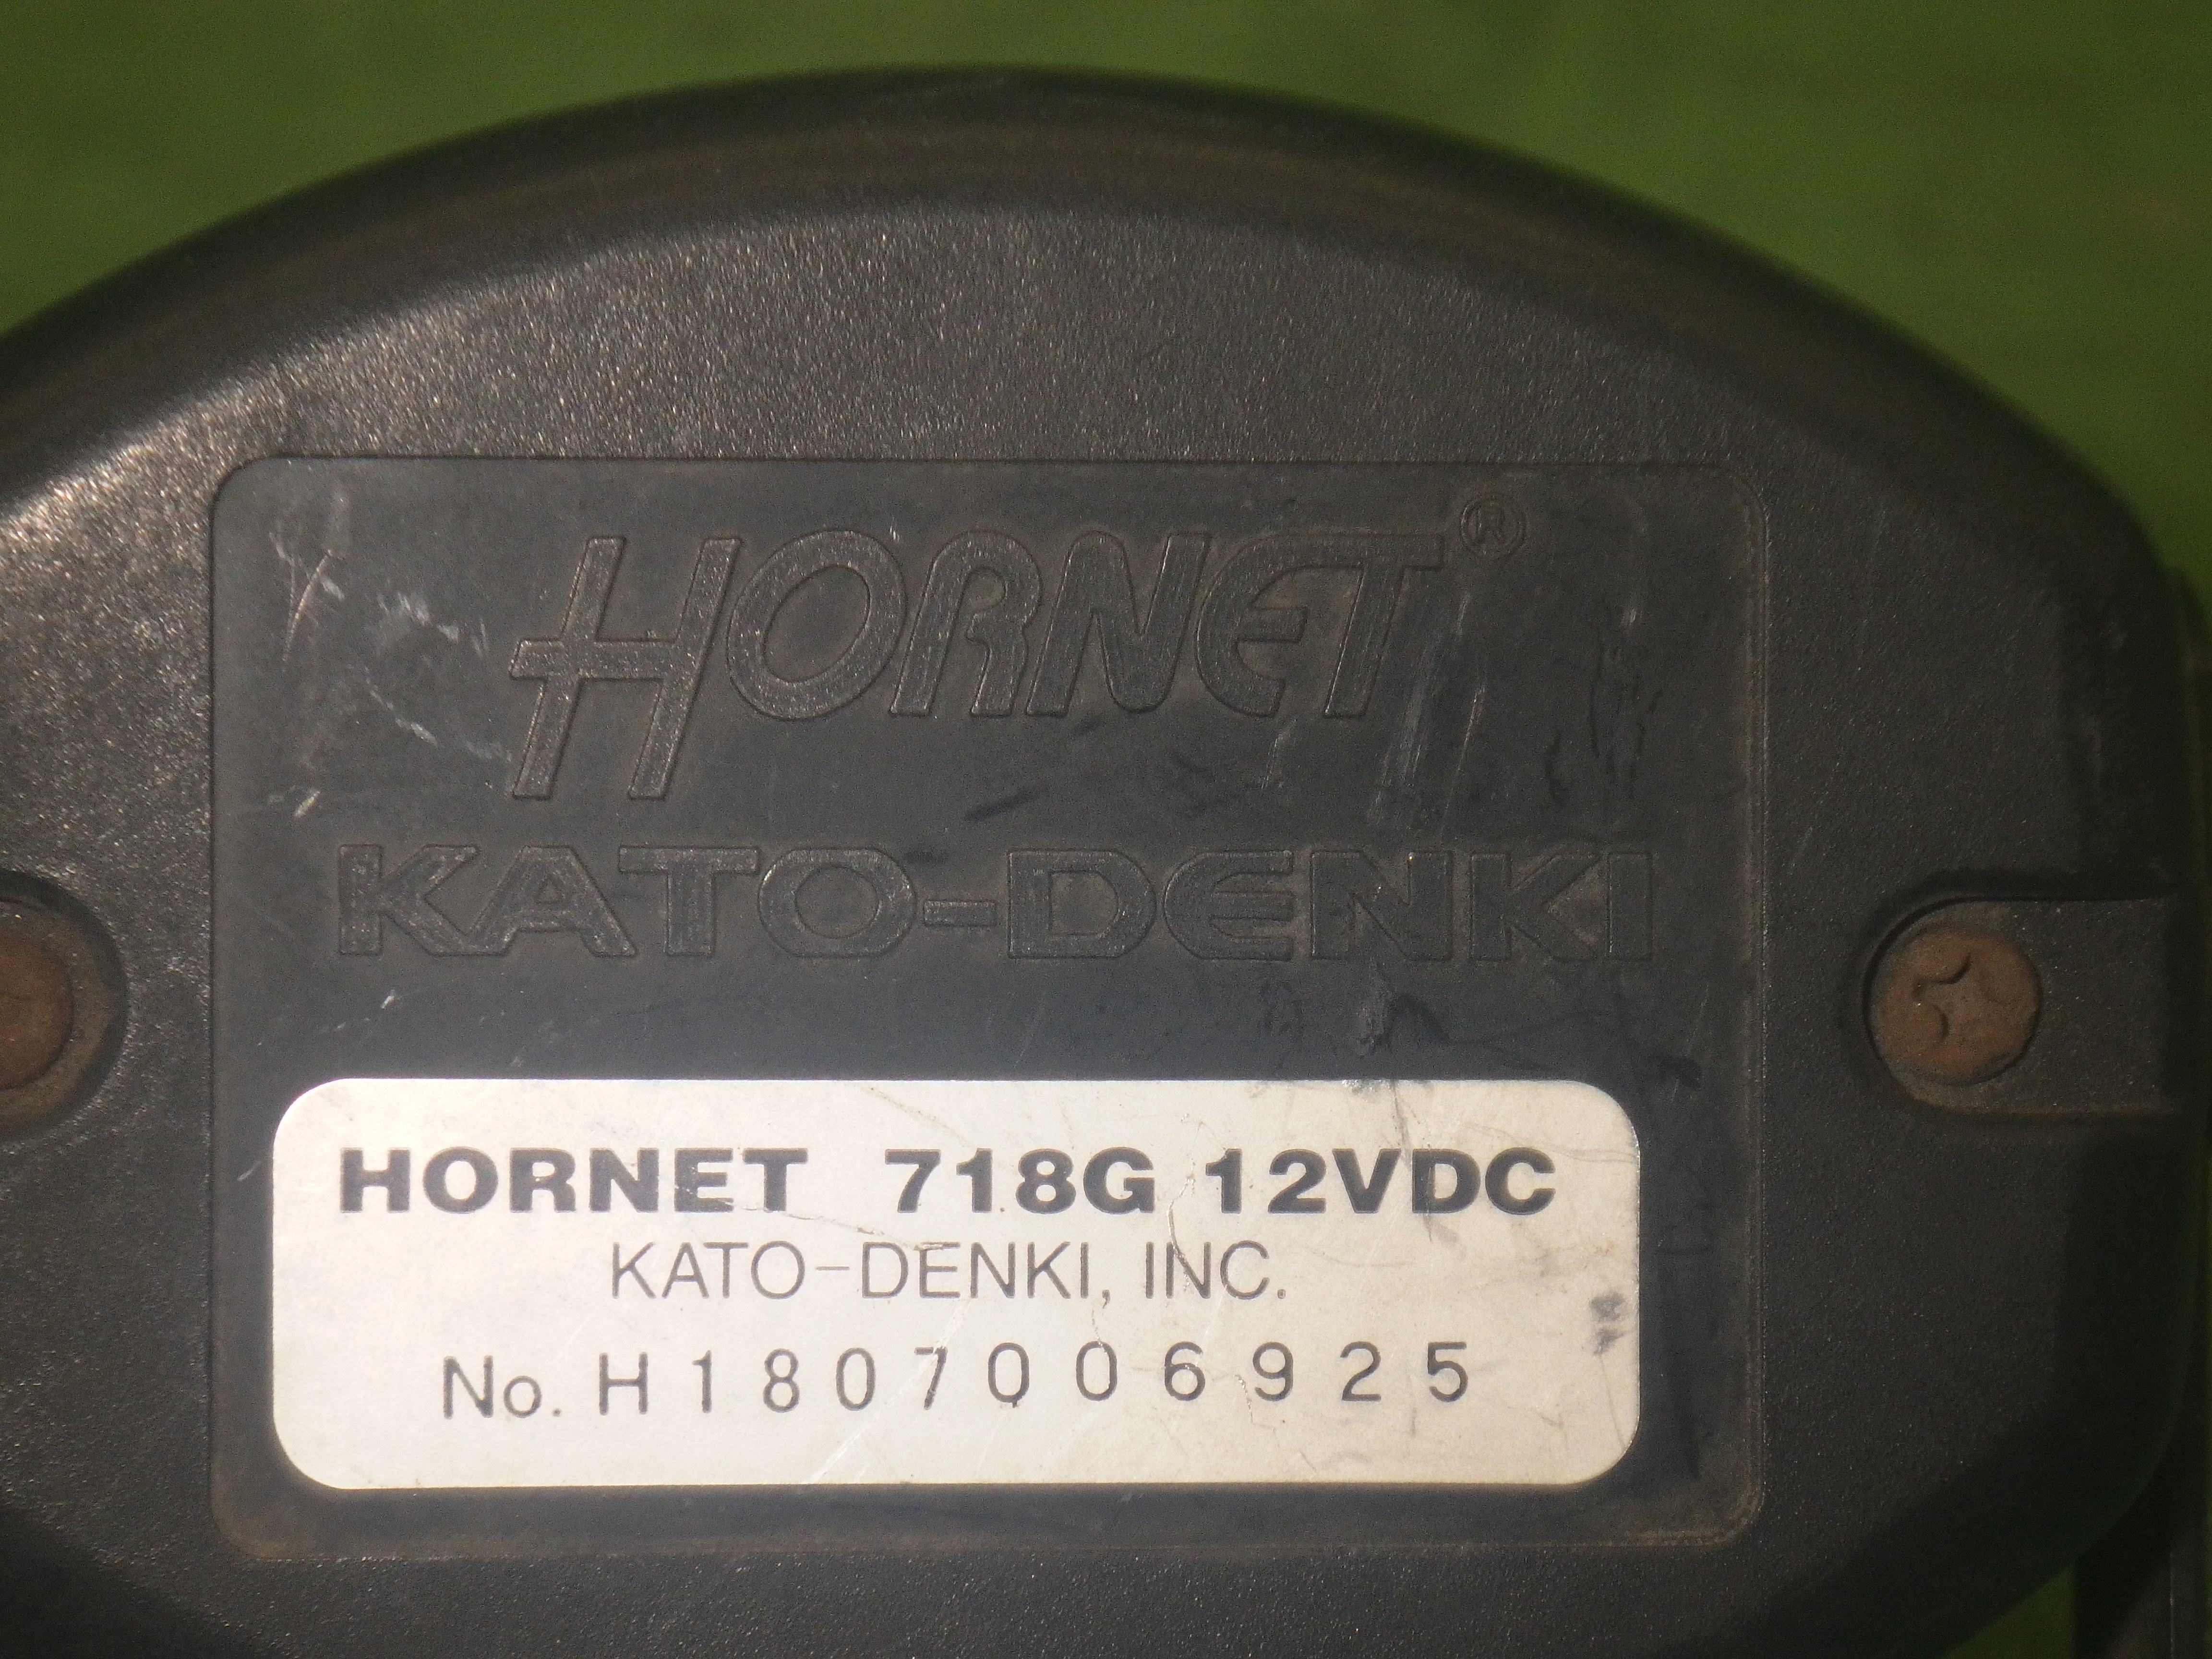 HORNET®
KATO-DENKI
HORNET 718G 12VDC
KATO-DENKI, INC.
No. H1807006925